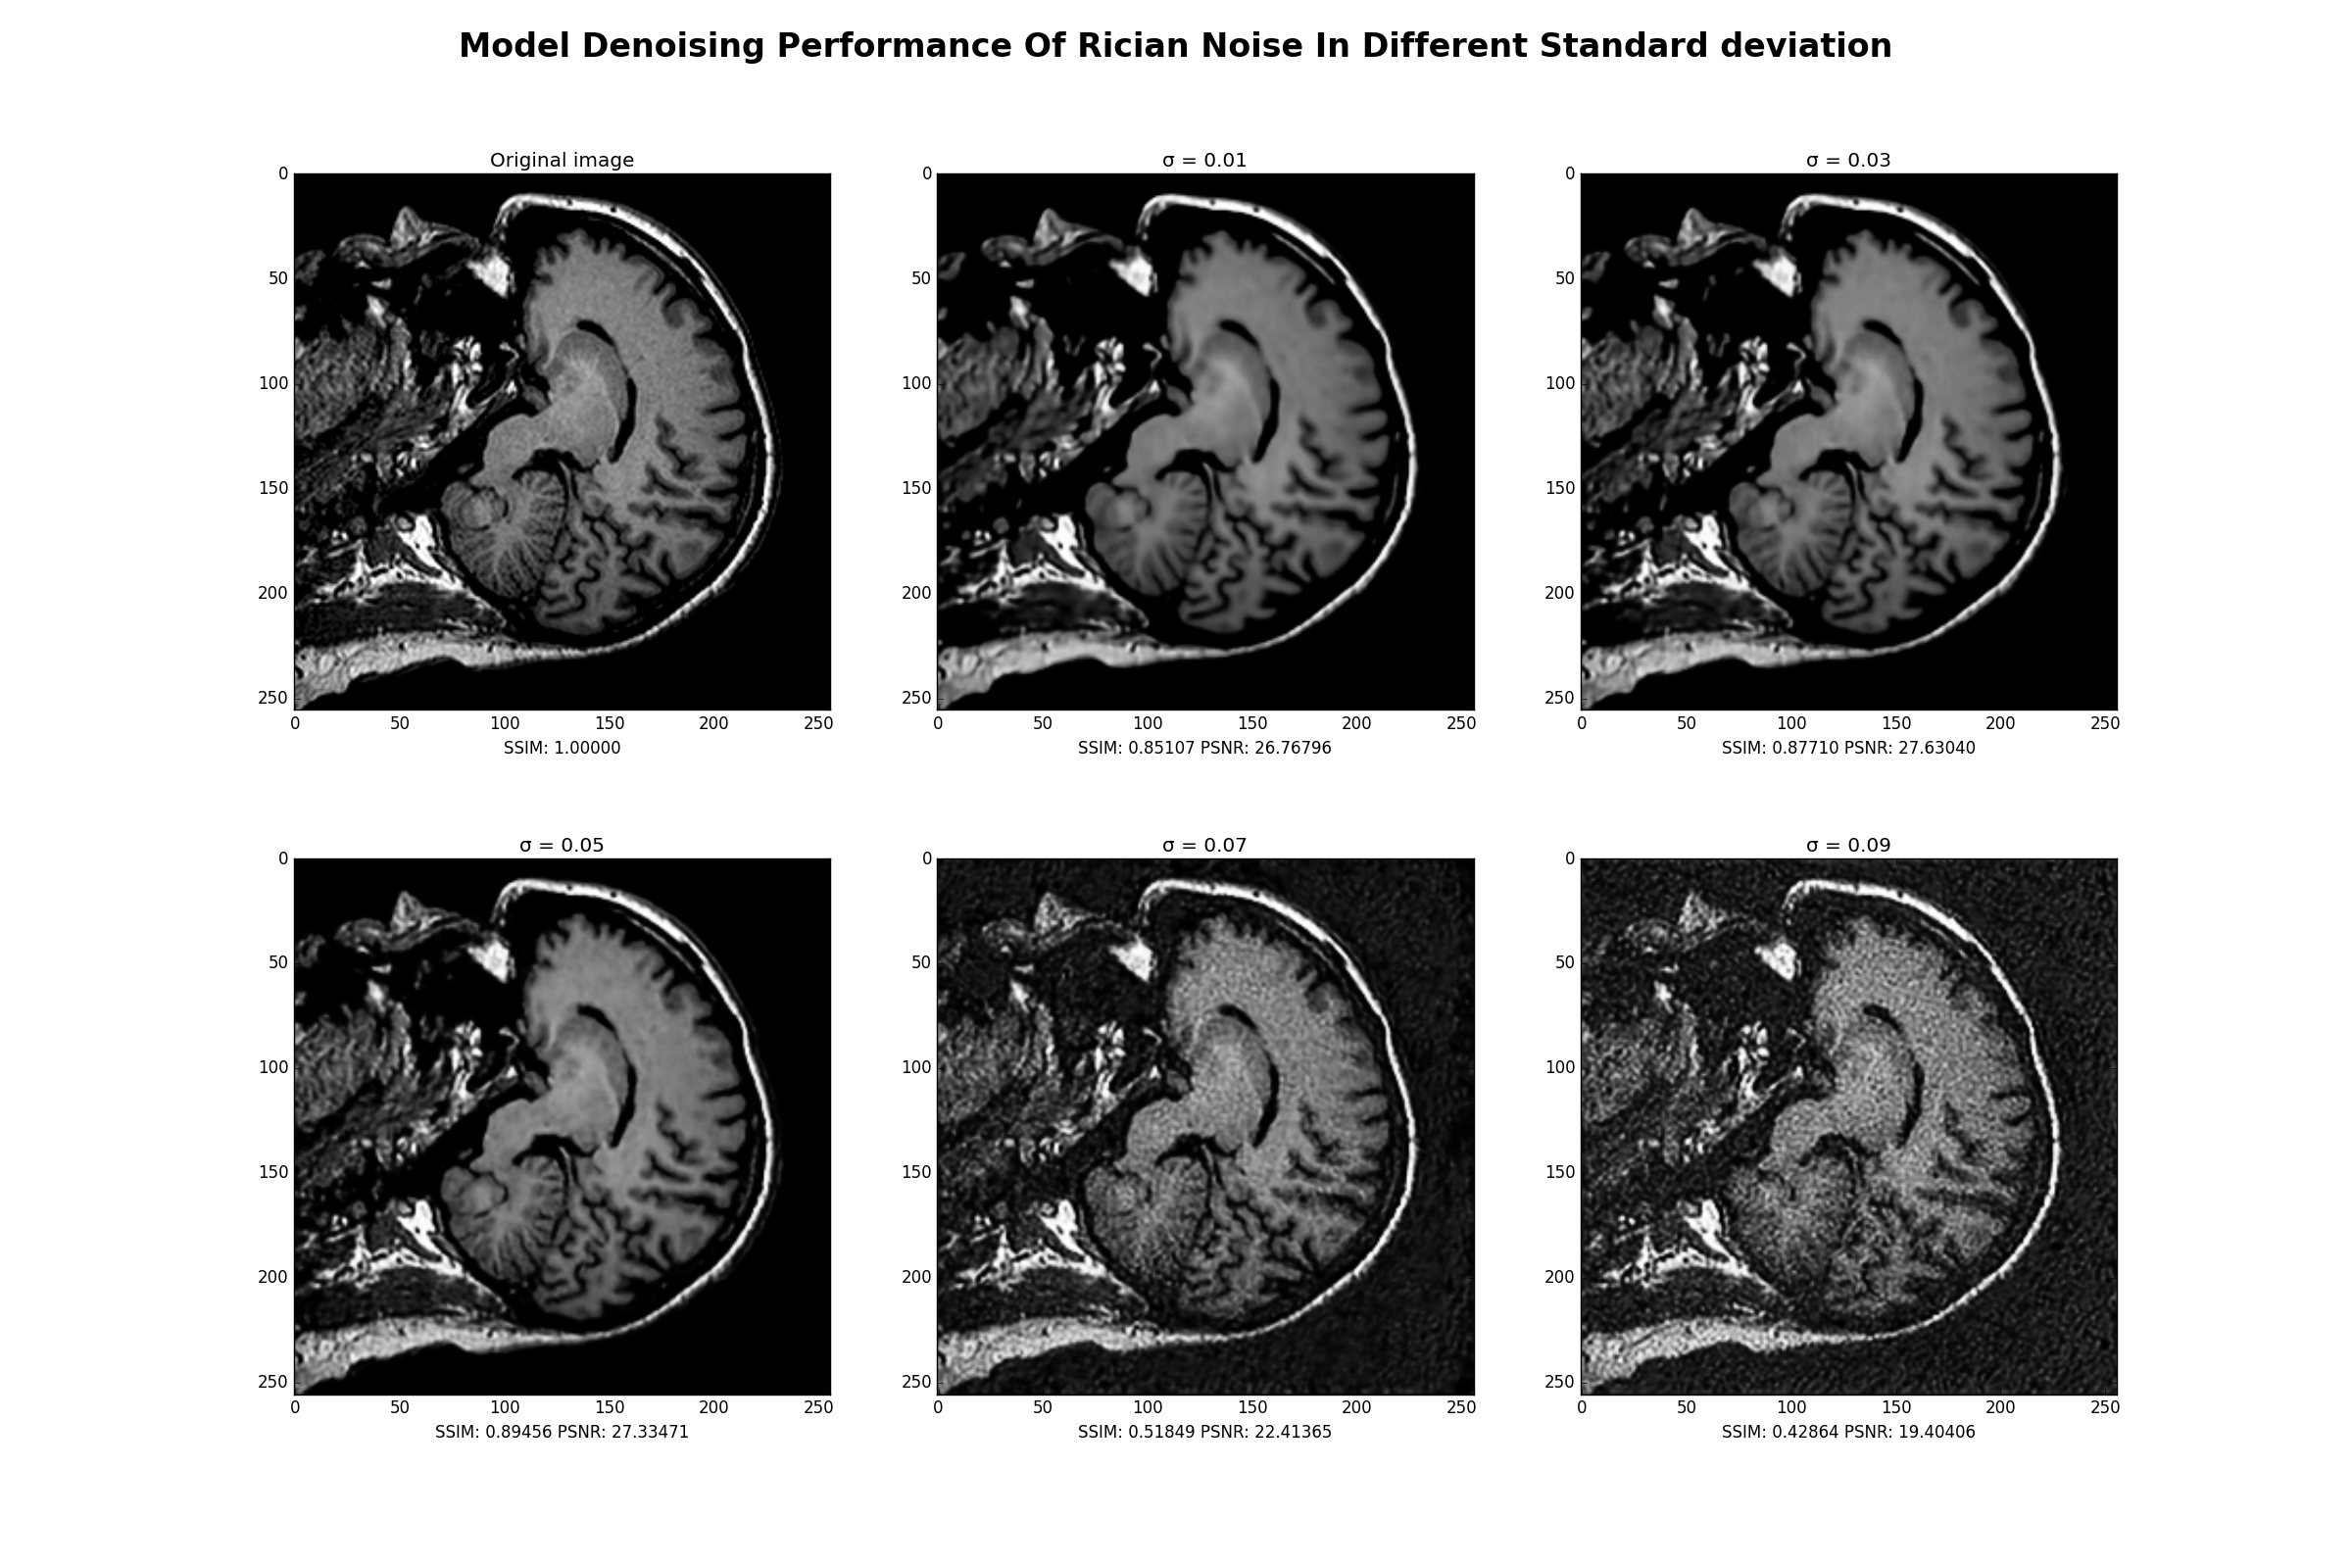 Model Denoising Performance Of Rician Noise In Different Standard deviation
Original image
0
50
100
150
200
250
0 50 100 150 200 250
SSIM: 1.00000
σ = 0.01
0
50
100
150
200
250
0 50 100 150 200 250
SSIM: 0.85107 PSNR: 26.76796
σ = 0.03
0
50
100
150
200
250
0 50 100 150 200 250
SSIM: 0.87710 PSNR: 27.63040
σ = 0.05
0
50
100
150
200
250
0 50 100 150 200 250
SSIM: 0.89456 PSNR: 27.33471
σ = 0.07
0
50
100
150
200
250
0 50 100 150 200 250
SSIM: 0.51849 PSNR: 22.41365
σ = 0.09
0
50
100
150
200
250
0 50 100 150 200 250
SSIM: 0.42864 PSNR: 19.40406